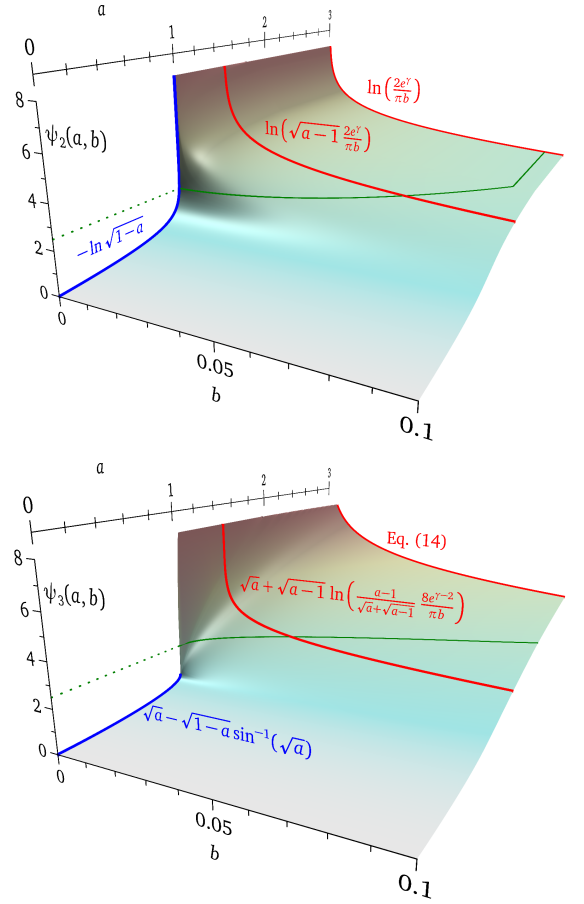 a
0 1 2 3
8
ψ₂(a, b)
6
4
2
0
ln(2e^γ/πb)
ln(√(a−1) 2e^γ/πb)
−ln √(1−a)
0
0.05
b
0.1
a
0 1 2 3
8
ψ₃(a, b)
6
4
2
0
Eq. (14)
√a + √(a−1) ln((a−1)/(√a+√(a−1)) 8e^(γ−2)/πb)
√a − √(1−a) sin⁻¹(√a)
0
0.05
b
0.1